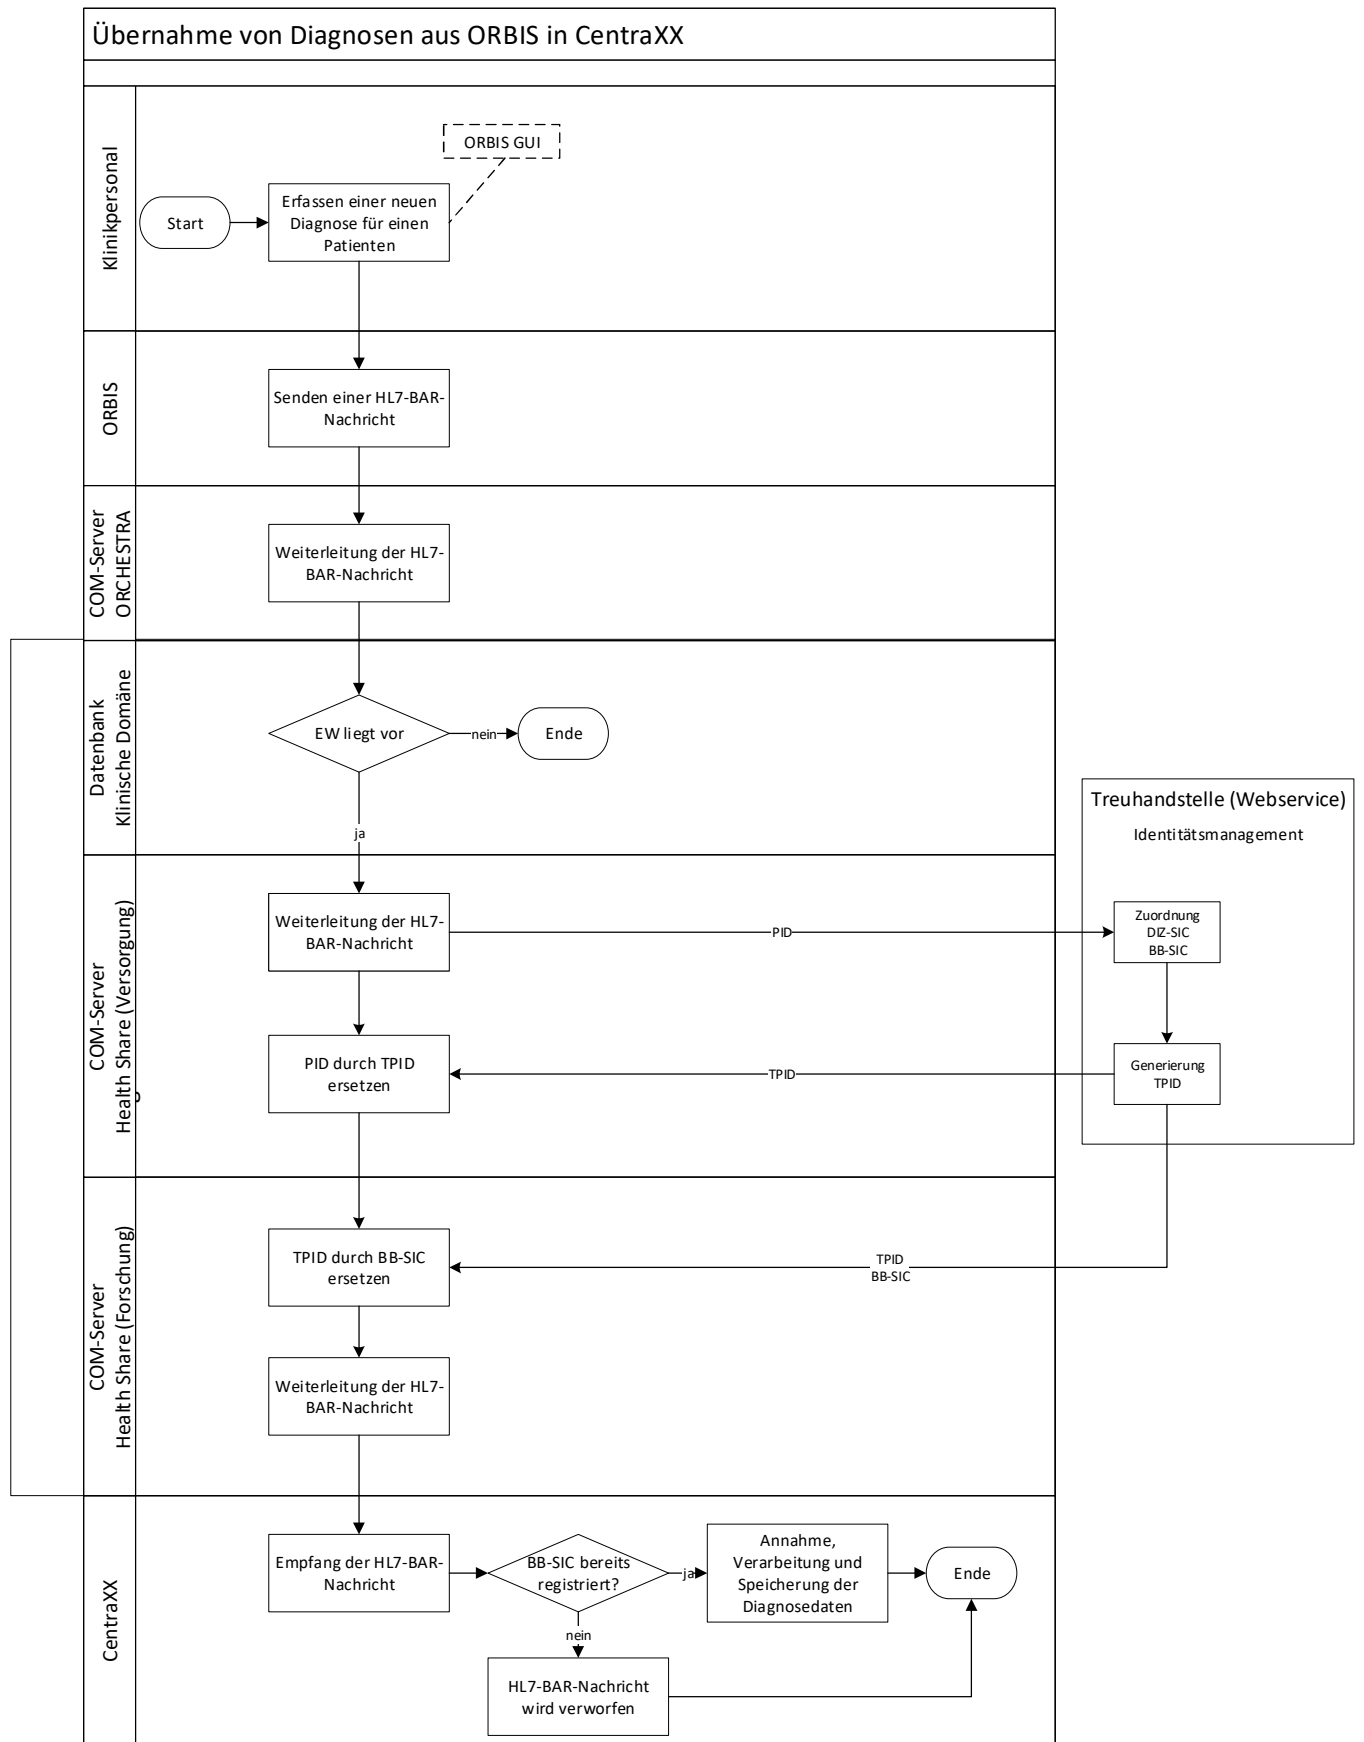 Übernahme von Diagnosen aus ORBIS in CentraXX
Klinikpersonal
ORBIS GUI
Start
Erfassen einer neuen
Diagnose für einen
Patienten
ORBIS
Senden einer HL7-BAR-
Nachricht
COM-Server
ORCHESTRA
Weiterleitung der HL7-
BAR-Nachricht
Datenbank
Klinische Domäne
EW liegt vor
nein
Ende
ja
Treuhandstelle (Webservice)
Identitätsmanagement
COM-Server
Health Share (Versorgung)
Weiterleitung der HL7-
BAR-Nachricht
PID
Zuordnung
DIZ-SIC
BB-SIC
PID durch TPID
ersetzen
TPID
Generierung
TPID
COM-Server
Health Share (Forschung)
TPID durch BB-SIC
ersetzen
TPID
BB-SIC
Weiterleitung der HL7-
BAR-Nachricht
CentraXX
Empfang der HL7-BAR-
Nachricht
BB-SIC bereits
registriert?
ja
Annahme,
Verarbeitung und
Speicherung der
Diagnosedaten
Ende
nein
HL7-BAR-Nachricht
wird verworfen